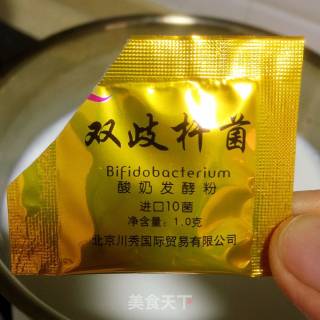 双歧杆菌
Bifidobacterium
酸奶发酵粉
进口10菌
净含量：1.0克
北京川秀国际贸易有限公司
美食天下